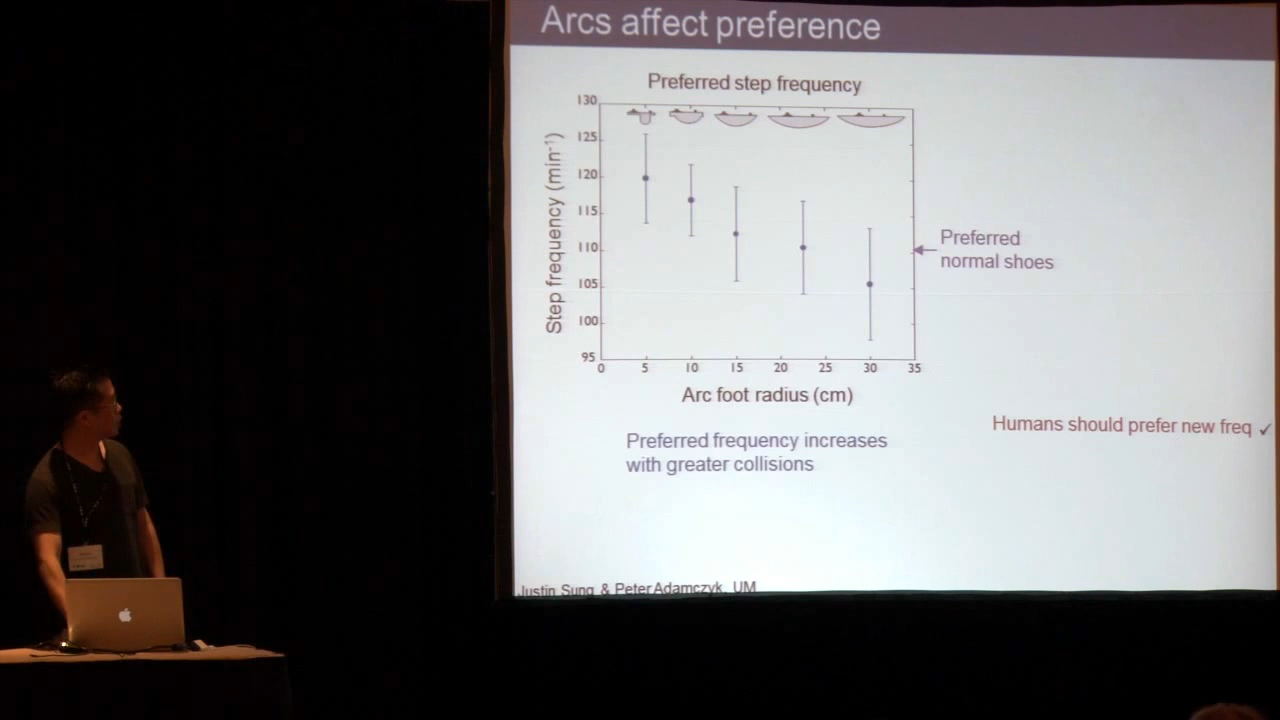 Arcs affect preference
Preferred step frequency
130
125
120
115
110
105
100
95
Step frequency (min⁻¹)
0 5 10 15 20 25 30 35
Arc foot radius (cm)
Preferred
normal shoes
Preferred frequency increases
with greater collisions
Humans should prefer new freq ✓
Justin Sung & Peter Adamczyk, UM